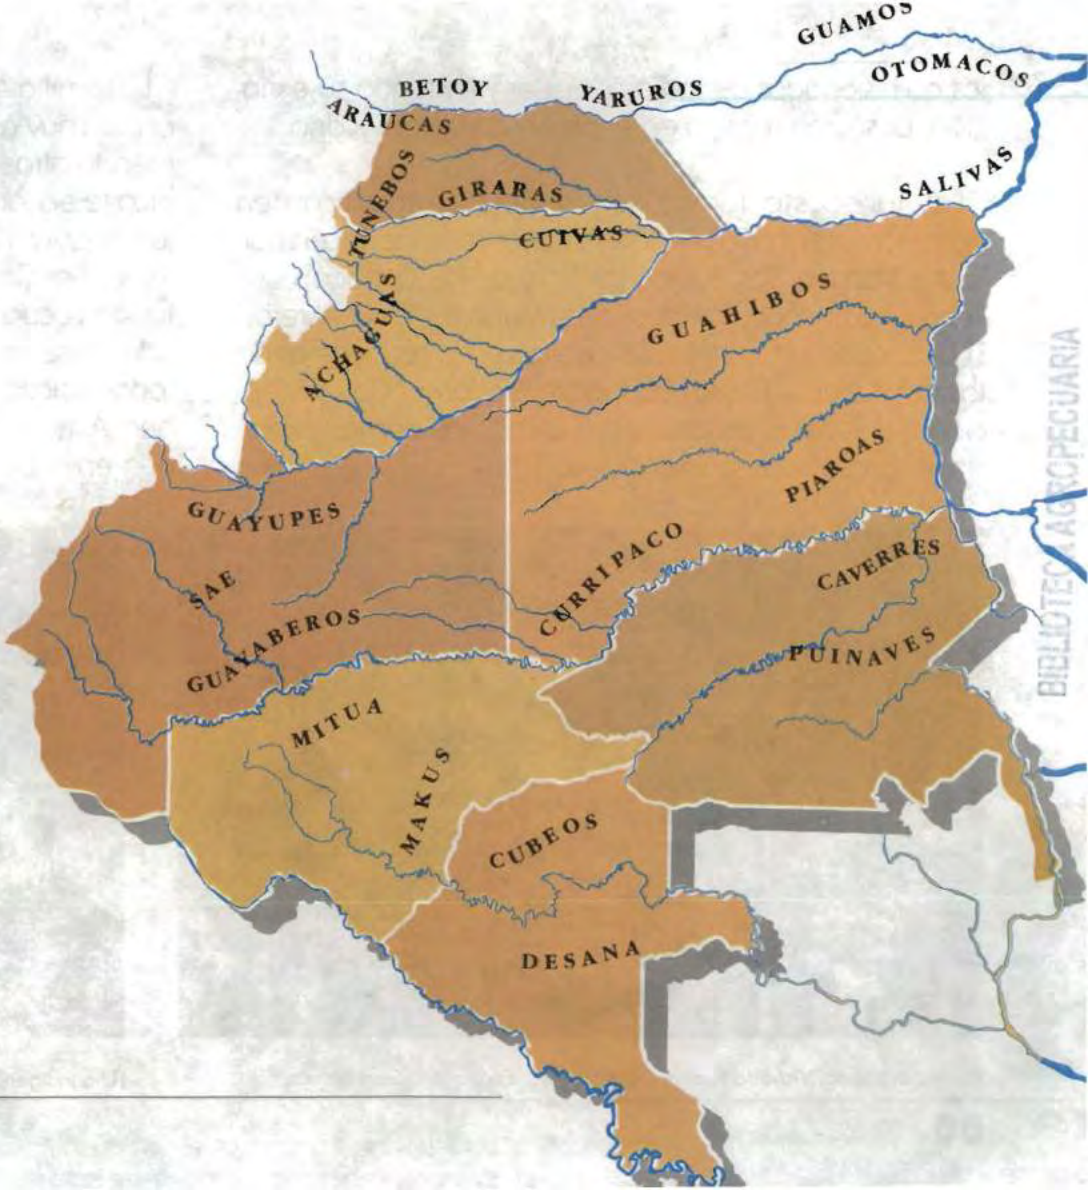 GUAMOS
OTOMACOS
BETOY
YARUROS
ARAUCAS
SALIVAS
TUNEBOS
GIRARAS
CUIVAS
GUAHIBOS
ACHAGUAS
PIAROAS
GUAYUPES
CURRIPACO
CAVERRES
SAE
GUAYABEROS
PUINAVES
MITUA
MAKUS
CUBEOS
DESANA
BIBLIOTECA AGROPECUARIA